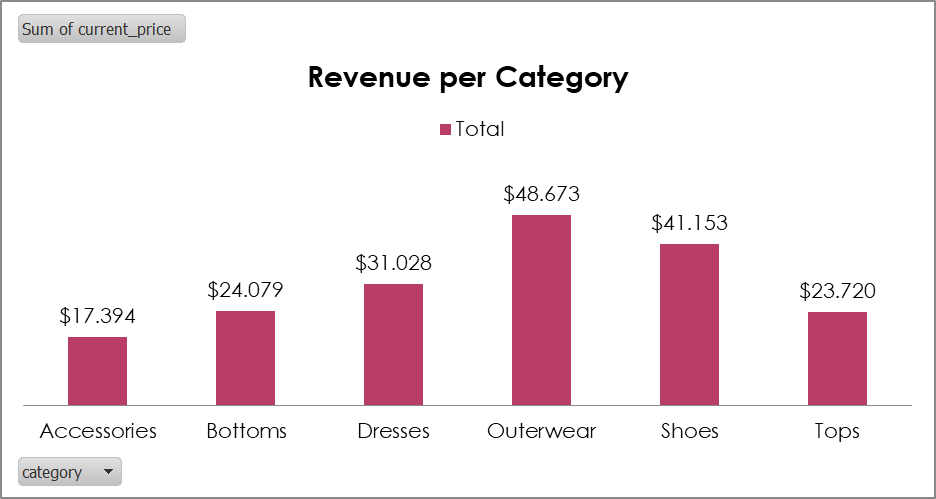 Sum of current_price
Revenue per Category
Total
$17.394
$24.079
$31.028
$48.673
$41.153
$23.720
Accessories
Bottoms
Dresses
Outerwear
Shoes
Tops
category